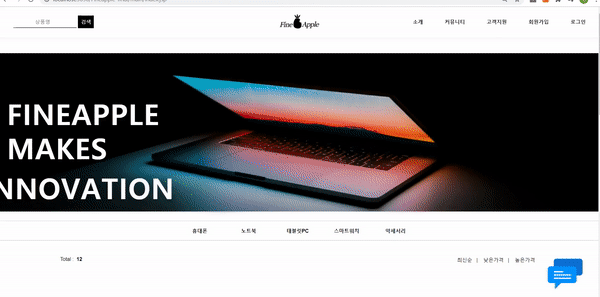 상품명
검색
Fine Apple
소개
커뮤니티
고객지원
회원가입
로그인
FINEAPPLE
MAKES
NNOVATION
휴대폰
노트북
태블릿PC
스마트워치
악세서리
Total : 12
최신순 | 낮은가격 | 높은가격